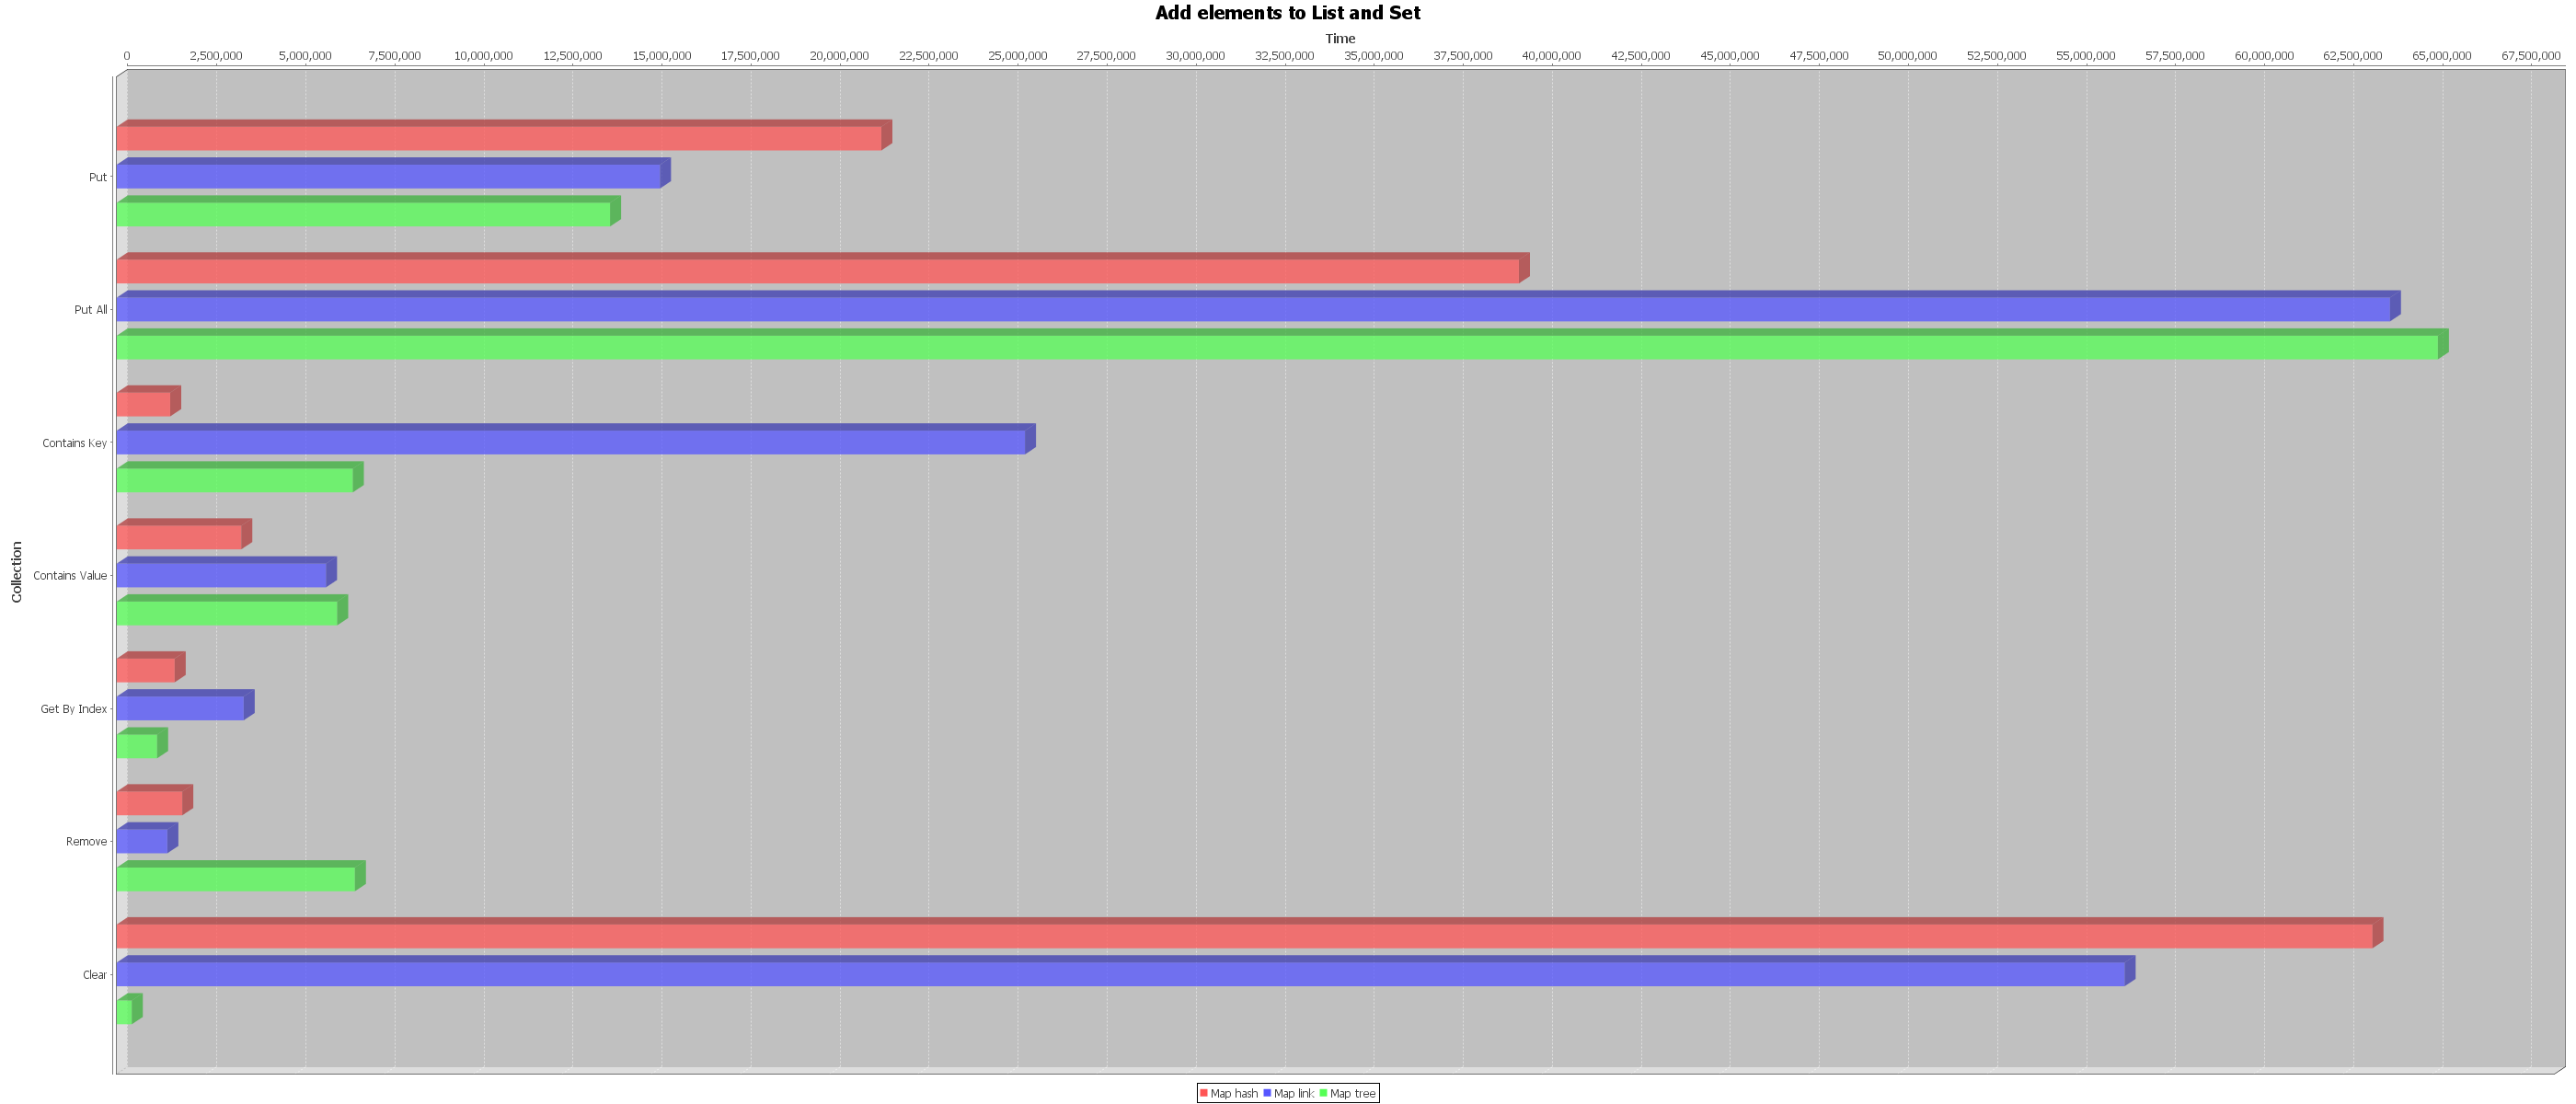 Add elements to List and Set
Time
0 2,500,000 5,000,000 7,500,000 10,000,000 12,500,000 15,000,000 17,500,000 20,000,000 22,500,000 25,000,000 27,500,000 30,000,000 32,500,000 35,000,000 37,500,000 40,000,000 42,500,000 45,000,000 47,500,000 50,000,000 52,500,000 55,000,000 57,500,000 60,000,000 62,500,000 65,000,000 67,500,000
Put
Put All
Contains Key
Contains Value
Get By Index
Remove
Clear
Collection
Map hash Map link Map tree